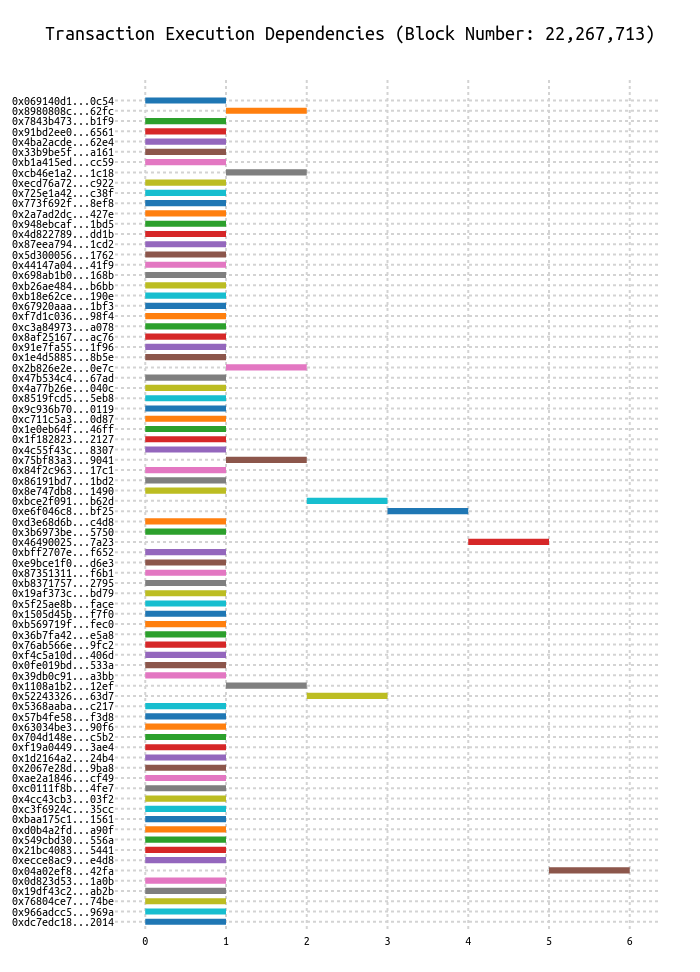 Transaction Execution Dependencies (Block Number: 22,267,713)
0x069140d1...0c54
0x8980808c...62fc
0x7843b473...b1f9
0x91bd2ee0...6561
0x4ba2acde...62e4
0x33b9be5f...a161
0xb1a415ed...cc59
0xcb46e1a2...1c18
0xecd76a72...c922
0x725e1a42...c38f
0x773f692f...8ef8
0x2a7ad2dc...427e
0x948ebcaf...1bd5
0x4d822789...dd1b
0x87eea794...1cd2
0x5d300056...1762
0x44147a04...41f9
0x698ab1b0...168b
0xb26ae484...b6bb
0xb18e62ce...190e
0x67920aaa...1bf3
0xf7d1c036...98f4
0xc3a84973...a078
0x8af25167...ac76
0x91e7fa55...1f96
0x1e4d5885...8b5e
0x2b826e2e...0e7c
0x47b534c4...67ad
0x4a77b26e...040c
0x8519fcd5...5eb8
0x9c936b70...0119
0xc711c5a3...0d87
0x1e0eb64f...46ff
0x1f182823...2127
0x4c55f43c...8307
0x75bf83a3...9041
0x84f2c963...17c1
0x86191bd7...1bd2
0x8e747db8...1490
0xbce2f091...b62d
0xe6f046c8...bf25
0xd3e68d6b...c4d8
0x3b6973be...5750
0x46490025...7a23
0xbff2707e...f652
0xe9bce1f0...d6e3
0x87351311...f6b1
0xb8371757...2795
0x19af373c...bd79
0x5f25ae8b...face
0x1505d45b...f7f0
0xb569719f...fec0
0x36b7fa42...e5a8
0x76ab566e...9fc2
0xf4c5a10d...406d
0x0fe019bd...533a
0x39db0c91...a3bb
0x1108a1b2...12ef
0x52243326...63d7
0x5368aaba...c217
0x57b4fe58...f3d8
0x63034be3...90f6
0x704d148e...c5b2
0xf19a0449...3ae4
0x1d2164a2...24b4
0x2067e28d...9ba8
0xae2a1846...cf49
0xc0111f8b...4fe7
0x4cc43cb3...03f2
0xc3f6924c...35cc
0xbaa175c1...1561
0xd0b4a2fd...a90f
0x549cbd30...556a
0x21bc4083...5441
0xecce8ac9...e4d8
0x04a02ef8...42fa
0x0d823d53...1a0b
0x19df43c2...ab2b
0x76804ce7...74be
0x966adcc5...969a
0xdc7edc18...2014
0 1 2 3 4 5 6